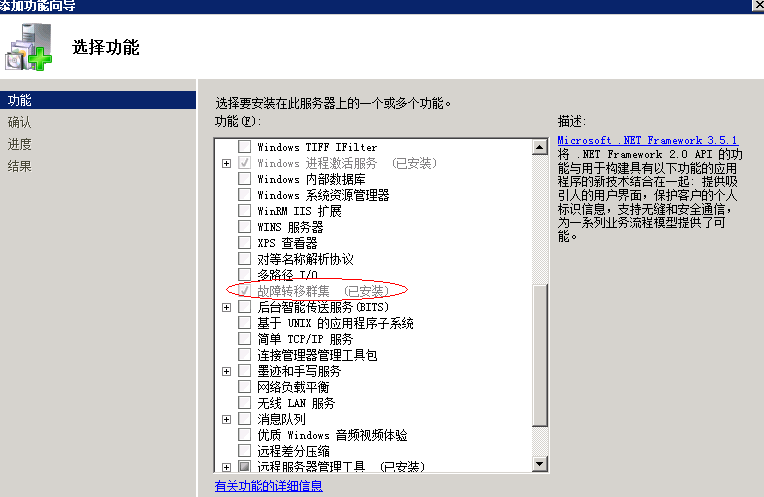 添加功能向导
选择功能
功能
确认
进度
结果
选择要安装在此服务器上的一个或多个功能。
功能(F):
Windows TIFF IFilter
Windows 进程激活服务 (已安装)
Windows 内部数据库
Windows 系统资源管理器
WinRM IIS 扩展
WINS 服务器
XPS 查看器
对等名称解析协议
多路径 I/O
故障转移群集 (已安装)
后台智能传送服务(BITS)
基于 UNIX 的应用程序子系统
简单 TCP/IP 服务
连接管理器管理工具包
墨迹和手写服务
网络负载平衡
无线 LAN 服务
消息队列
优质 Windows 音频视频体验
远程差分压缩
远程服务器管理工具 (已安装)
有关功能的详细信息
描述:
Microsoft .NET Framework 3.5.1
将 .NET Framework 2.0 API 的功
能与用于构建具有以下功能的应用
程序的新技术结合在一起: 提供吸
引人的用户界面，保护客户的个人
标识信息，支持无缝和安全通信，
为一系列业务流程模型提供了可
能。